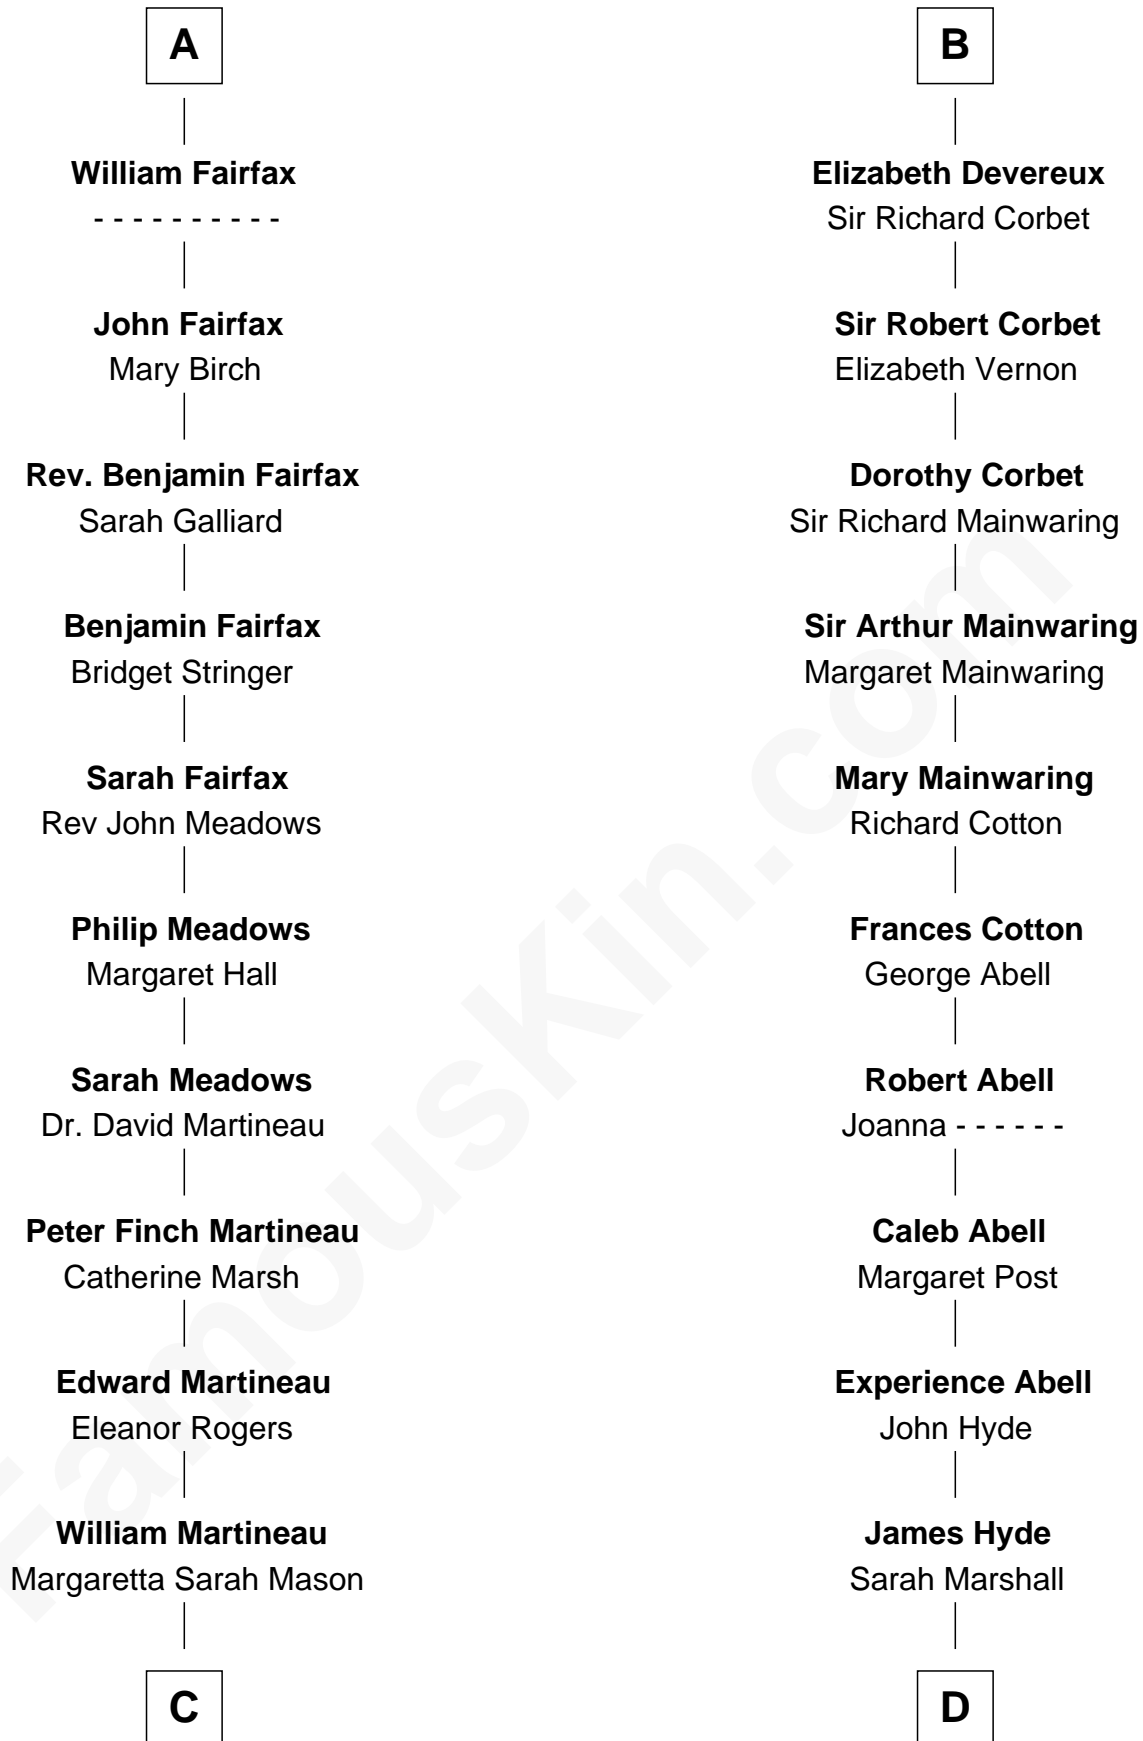 A
William Fairfax
- - - - - - - - - -
John Fairfax
Mary Birch
Rev. Benjamin Fairfax
Sarah Galliard
Benjamin Fairfax
Bridget Stringer
Sarah Fairfax
Rev John Meadows
Philip Meadows
Margaret Hall
Sarah Meadows
Dr. David Martineau
Peter Finch Martineau
Catherine Marsh
Edward Martineau
Eleanor Rogers
William Martineau
Margaretta Sarah Mason
C
B
Elizabeth Devereux
Sir Richard Corbet
Sir Robert Corbet
Elizabeth Vernon
Dorothy Corbet
Sir Richard Mainwaring
Sir Arthur Mainwaring
Margaret Mainwaring
Mary Mainwaring
Richard Cotton
Frances Cotton
George Abell
Robert Abell
Joanna - - - - - -
Caleb Abell
Margaret Post
Experience Abell
John Hyde
James Hyde
Sarah Marshall
D
FamousKin.com